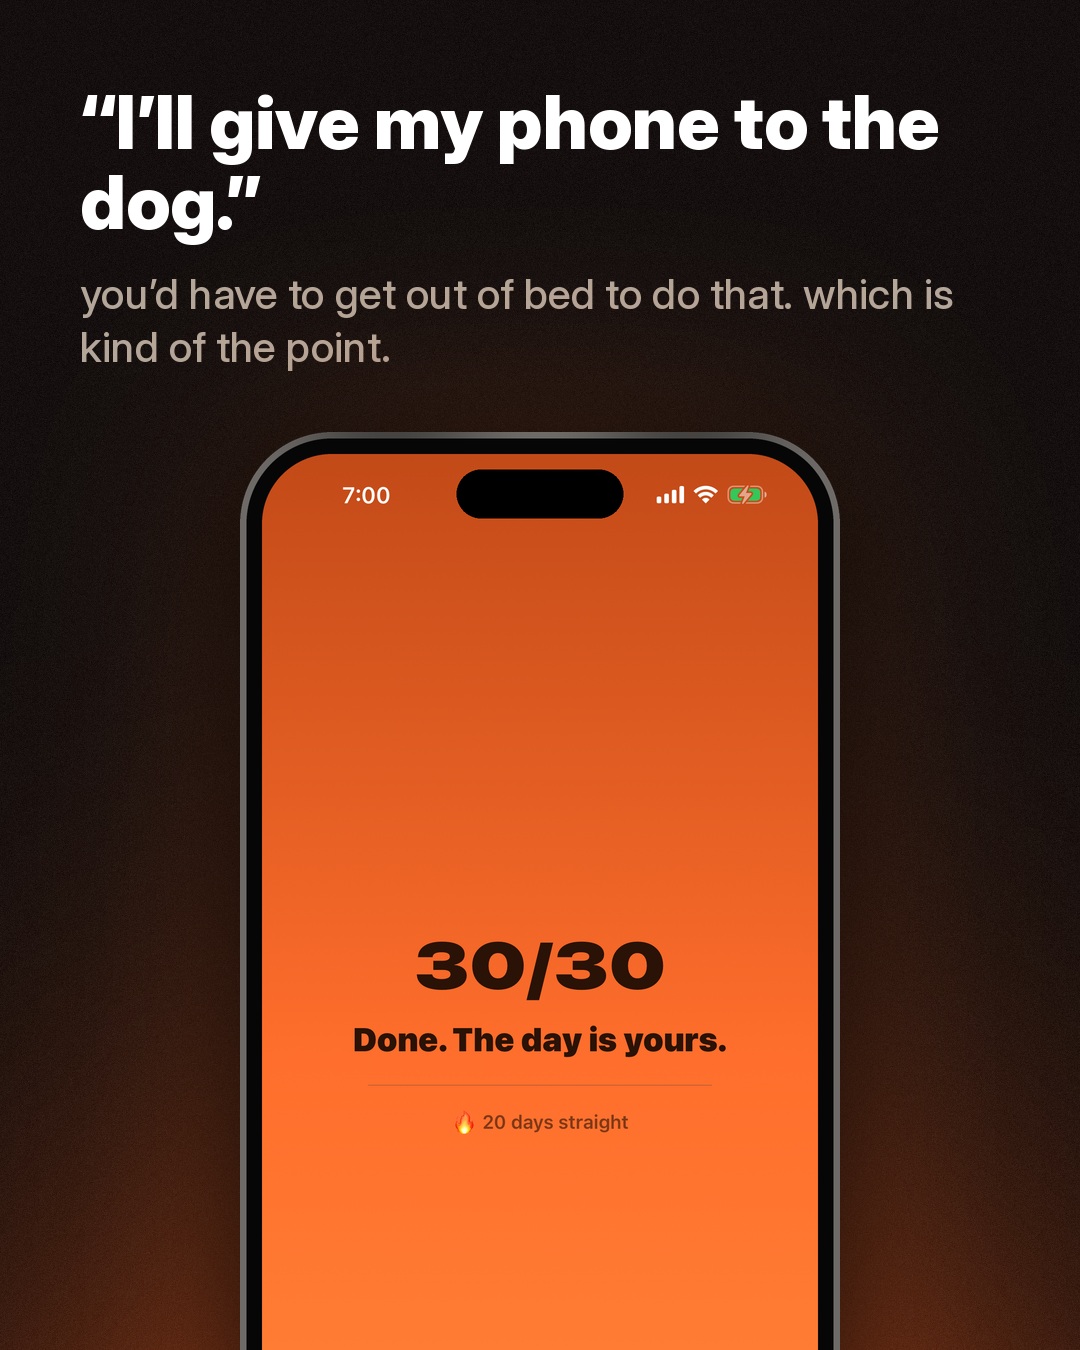 “I’ll give my phone to the
dog.”
you’d have to get out of bed to do that. which is
kind of the point.
7:00
30/30
Done. The day is yours.
🔥 20 days straight